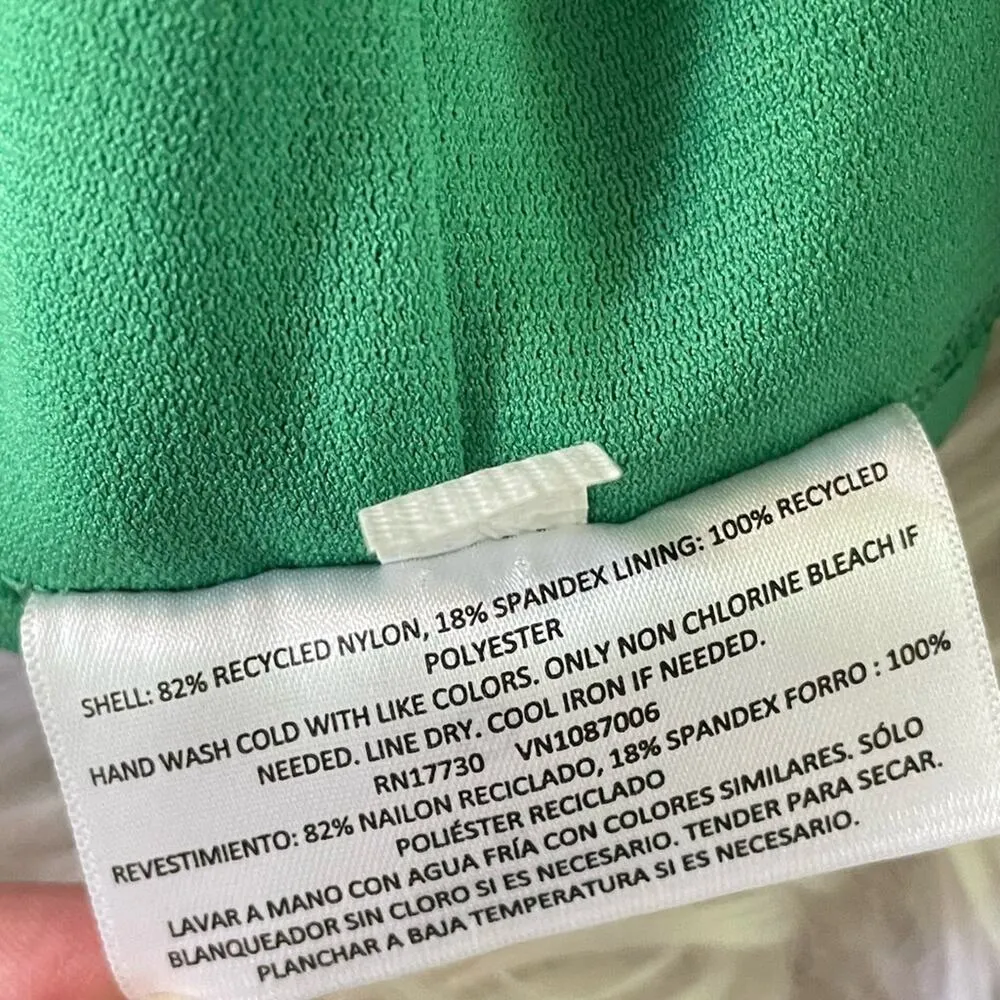 SHELL: 82% RECYCLED NYLON, 18% SPANDEX LINING: 100% RECYCLED
POLYESTER
HAND WASH COLD WITH LIKE COLORS. ONLY NON CHLORINE BLEACH IF
NEEDED. LINE DRY. COOL IRON IF NEEDED.
RN17730 VN1087006
REVESTIMIENTO: 82% NAILON RECICLADO, 18% SPANDEX FORRO : 100%
POLIÉSTER RECICLADO
LAVAR A MANO CON AGUA FRÍA CON COLORES SIMILARES. SÓLO
BLANQUEADOR SIN CLORO SI ES NECESARIO. TENDER PARA SECAR.
PLANCHAR A BAJA TEMPERATURA SI ES NECESARIO.